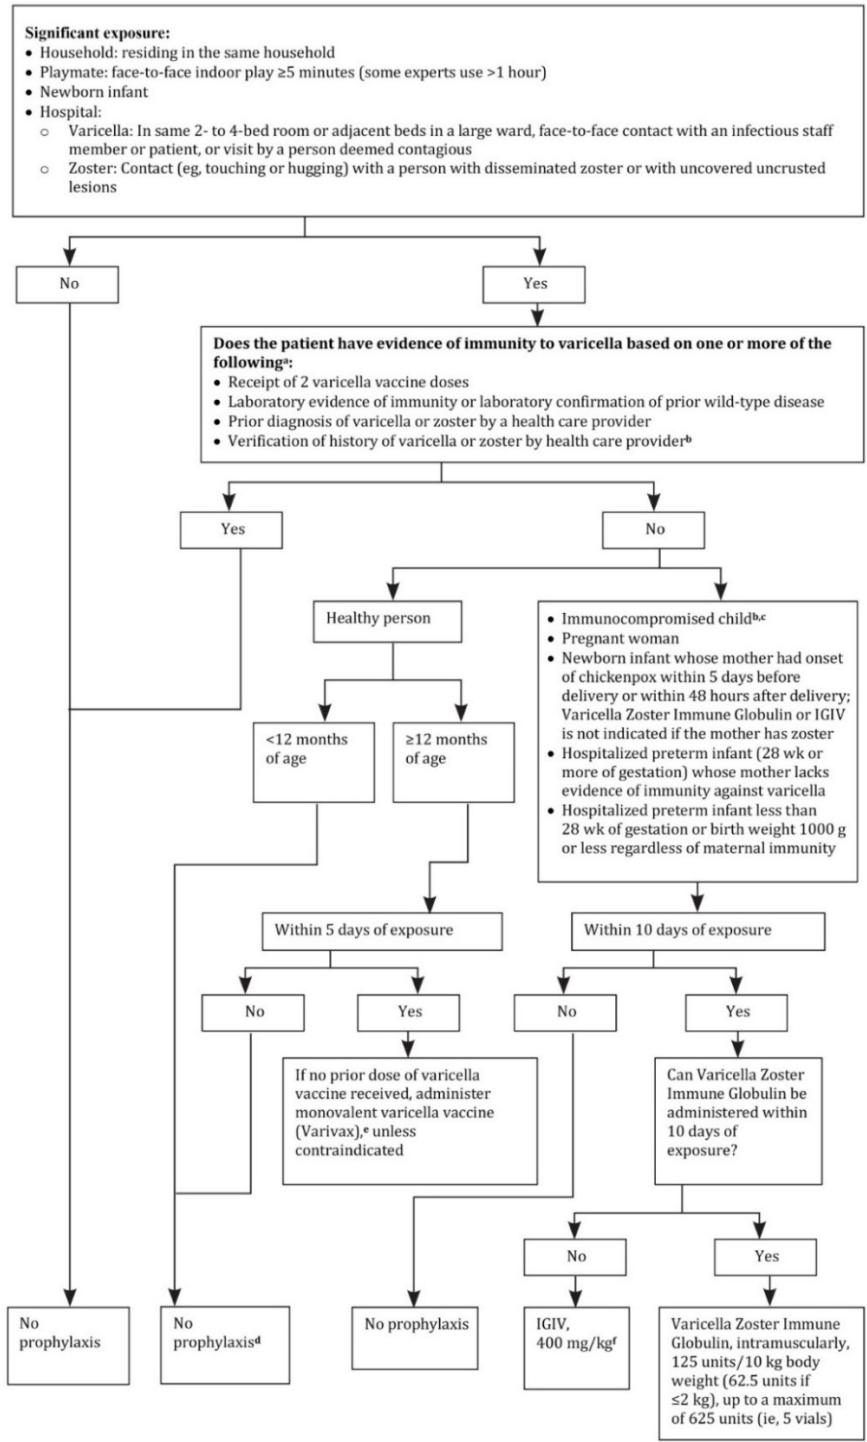 Significant exposure:
• Household: residing in the same household
• Playmate: face-to-face indoor play ≥5 minutes (some experts use >1 hour)
• Newborn infant
• Hospital:
o Varicella: In same 2- to 4-bed room or adjacent beds in a large ward, face-to-face contact with an infectious staff
member or patient, or visit by a person deemed contagious
o Zoster: Contact (eg, touching or hugging) with a person with disseminated zoster or with uncovered uncrusted
lesions
No
Yes
Does the patient have evidence of immunity to varicella based on one or more of the
followingᵃ:
• Receipt of 2 varicella vaccine doses
• Laboratory evidence of immunity or laboratory confirmation of prior wild-type disease
• Prior diagnosis of varicella or zoster by a health care provider
• Verification of history of varicella or zoster by health care providerᵇ
Yes
No
Healthy person
• Immunocompromised childᵇ,ᶜ
• Pregnant woman
• Newborn infant whose mother had onset
of chickenpox within 5 days before
delivery or within 48 hours after delivery;
Varicella Zoster Immune Globulin or IGIV
is not indicated if the mother has zoster
• Hospitalized preterm infant (28 wk or
more of gestation) whose mother lacks
evidence of immunity against varicella
• Hospitalized preterm infant less than
28 wk of gestation or birth weight 1000 g
or less regardless of maternal immunity
<12 months
of age
≥12 months
of age
Within 5 days of exposure
Within 10 days of exposure
No
Yes
No
Yes
If no prior dose of varicella
vaccine received, administer
monovalent varicella vaccine
(Varivax),ᵉ unless
contraindicated
Can Varicella Zoster
Immune Globulin be
administered within
10 days of
exposure?
No
Yes
No
prophylaxis
No
prophylaxisᵈ
No prophylaxis
IGIV,
400 mg/kgᶠ
Varicella Zoster Immune
Globulin, intramuscularly,
125 units/10 kg body
weight (62.5 units if
≤2 kg), up to a maximum
of 625 units (ie, 5 vials)